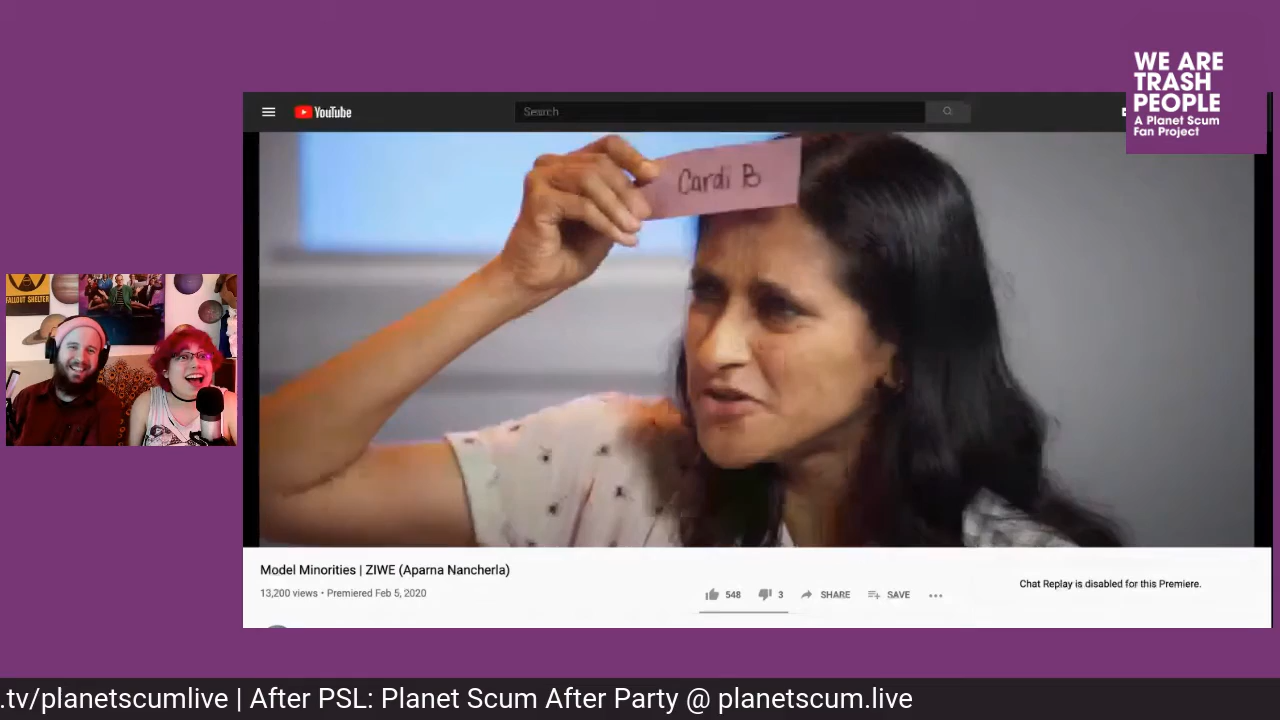 WE ARE
TRASH
PEOPLE
A Planet Scum
Fan Project
YouTube
Search
Cardi B
FALLOUT SHELTER
Model Minorities | ZIWE (Aparna Nancherla)
13,200 views • Premiered Feb 5, 2020
548
3
SHARE
SAVE
Chat Replay is disabled for this Premiere.
.tv/planetscumlive | After PSL: Planet Scum After Party @ planetscum.live